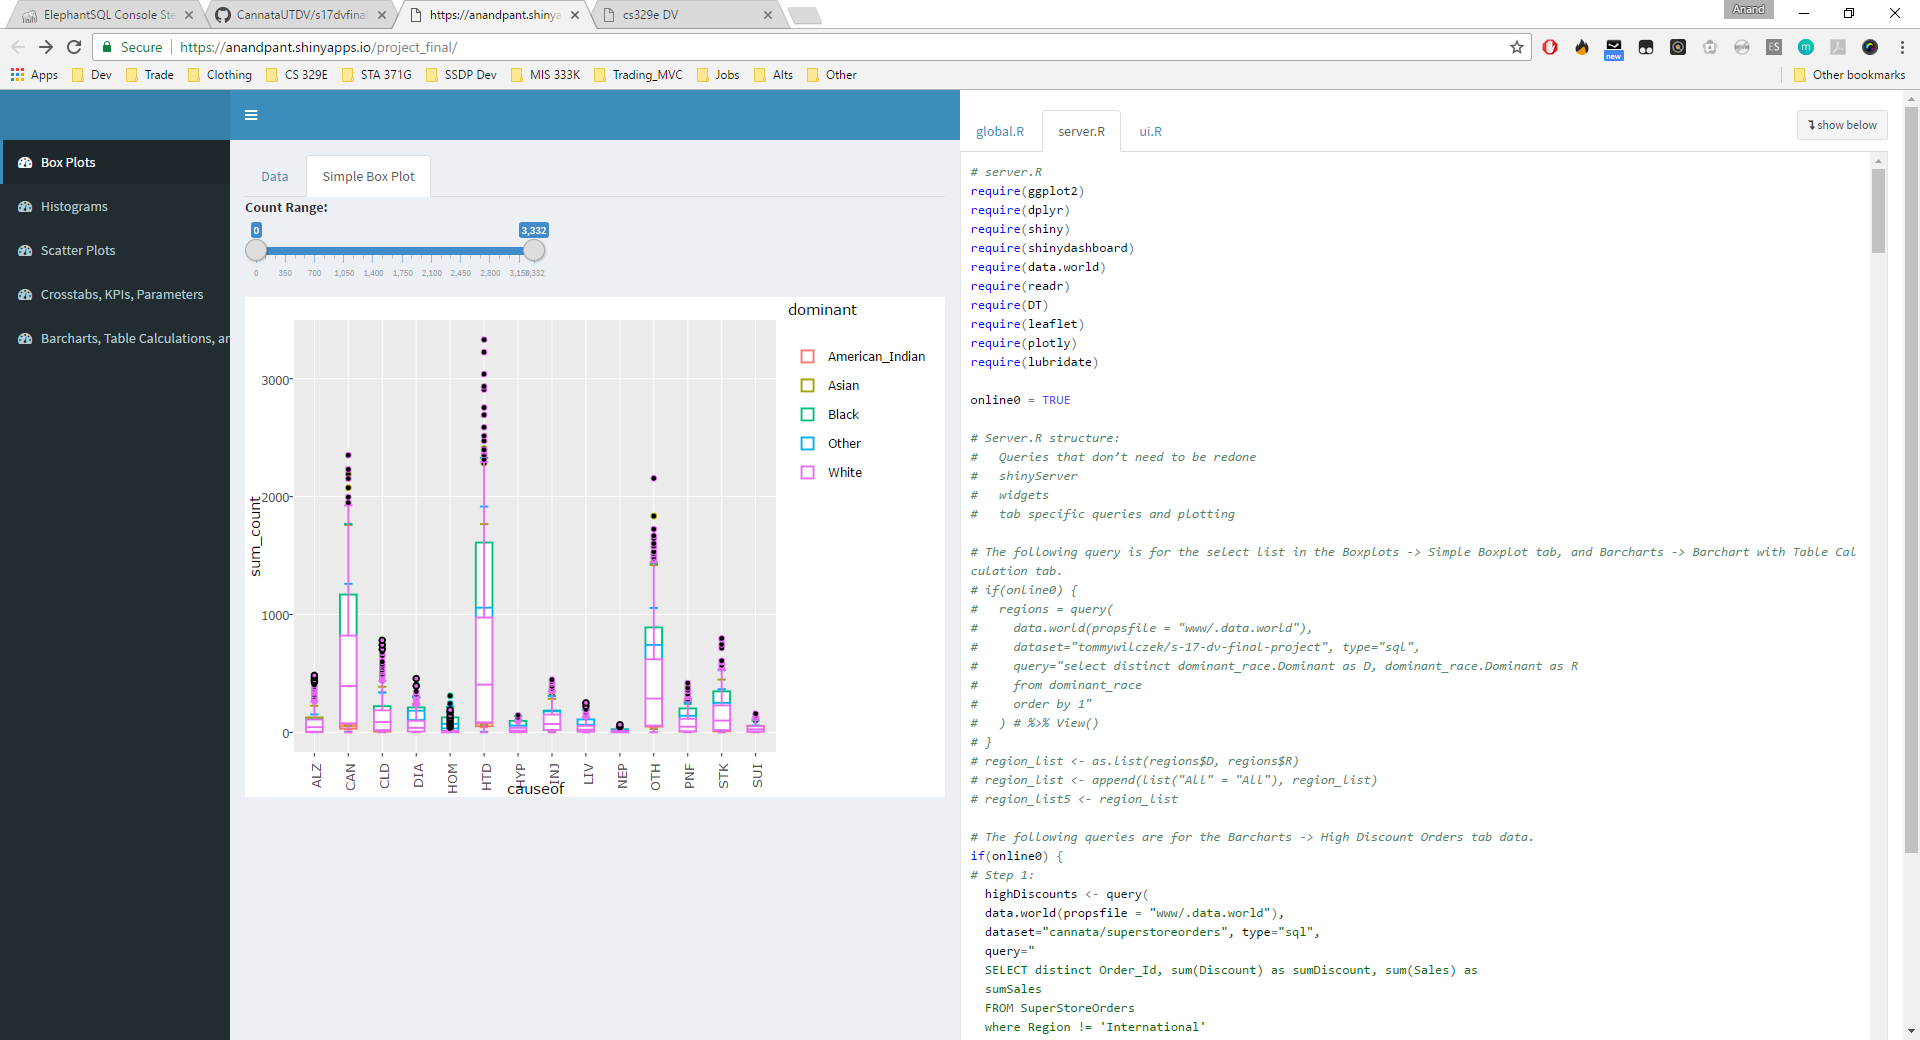 ElephantSQL Console Ste
CannataUTDV/s17dvfinal
https://anandpant.shinya
cs329e DV
Anand
Secure
https://anandpant.shinyapps.io/project_final/
new
Apps
Dev
Trade
Clothing
CS 329E
STA 371G
SSDP Dev
MIS 333K
Trading_MVC
Jobs
Alts
Other
Other bookmarks
Box Plots
Histograms
Scatter Plots
Crosstabs, KPIs, Parameters
Barcharts, Table Calculations, ar
Data
Simple Box Plot
Count Range:
0
3,332
0 350 700 1,050 1,400 1,750 2,100 2,450 2,800
dominant
American_Indian
Asian
Black
Other
White
3000
2000
1000
0
sum_count
ALZ CAN CLD DIA HOM HTD HYP INJ LIV NEP OTH PNF STK SUI
causeof
global.R
server.R
ui.R
show below
# server.R
require(ggplot2)
require(dplyr)
require(shiny)
require(shinydashboard)
require(data.world)
require(readr)
require(DT)
require(leaflet)
require(plotly)
require(lubridate)
online0 = TRUE
# Server.R structure:
#   Queries that don’t need to be redone
#   shinyServer
#   widgets
#   tab specific queries and plotting
# The following query is for the select list in the Boxplots -> Simple Boxplot tab, and Barcharts -> Barchart with Table Cal
culation tab.
# if(online0) {
#   regions = query(
#     data.world(propsfile = "www/.data.world"),
#     dataset="tommywilczek/s-17-dv-final-project", type="sql",
#     query="select distinct dominant_race.Dominant as D, dominant_race.Dominant as R
#     from dominant_race
#     order by 1"
#   ) # %>% View()
# }
# region_list <- as.list(regions$D, regions$R)
# region_list <- append(list("All" = "All"), region_list)
# region_list5 <- region_list
# The following queries are for the Barcharts -> High Discount Orders tab data.
if(online0) {
# Step 1:
  highDiscounts <- query(
  data.world(propsfile = "www/.data.world"),
  dataset="cannata/superstoreorders", type="sql",
  query="
  SELECT distinct Order_Id, sum(Discount) as sumDiscount, sum(Sales) as
  sumSales
  FROM SuperStoreOrders
  where Region != 'International'